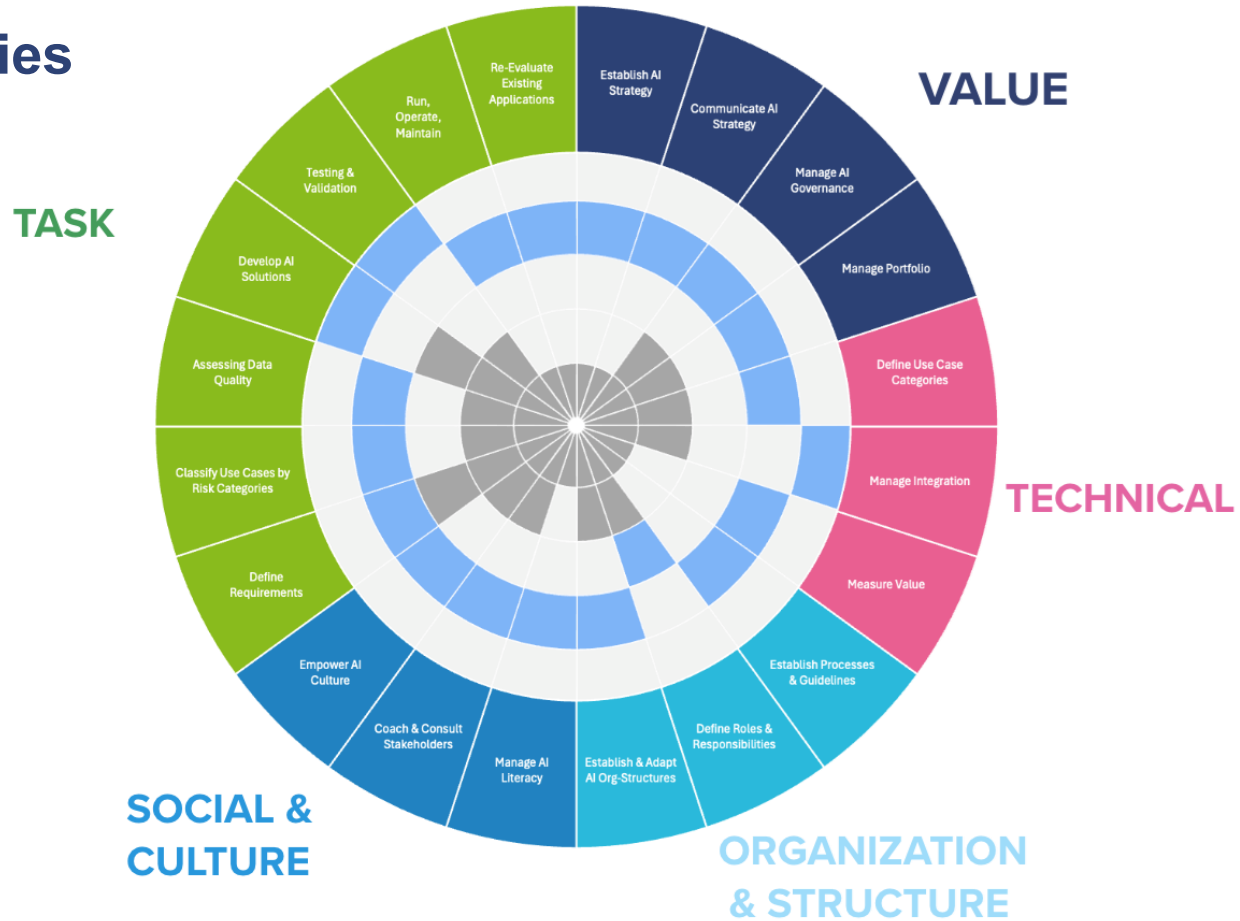 ies
VALUE
TASK
TECHNICAL
SOCIAL &
CULTURE
ORGANIZATION
& STRUCTURE
Establish AI
Strategy
Communicate AI
Strategy
Manage AI
Governance
Manage Portfolio
Define Use Case
Categories
Manage Integration
Measure Value
Establish Processes
& Guidelines
Define Roles &
Responsibilities
Establish & Adapt
AI Org-Structures
Manage AI
Literacy
Coach & Consult
Stakeholders
Empower AI
Culture
Define
Requirements
Classify Use Cases by
Risk Categories
Assessing Data
Quality
Develop AI
Solutions
Testing &
Validation
Run,
Operate,
Maintain
Re-Evaluate
Existing
Applications